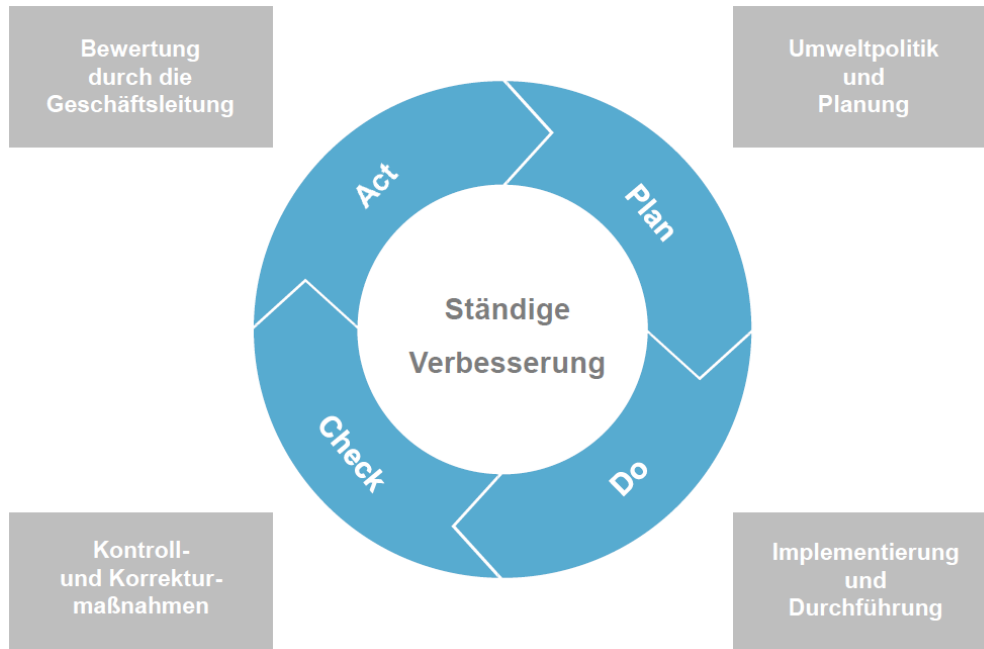 Bewertung
durch die
Geschäftsleitung
Umweltpolitik
und
Planung
Act
Plan
Ständige
Verbesserung
Check
Do
Kontroll-
und Korrektur-
maßnahmen
Implementierung
und
Durchführung